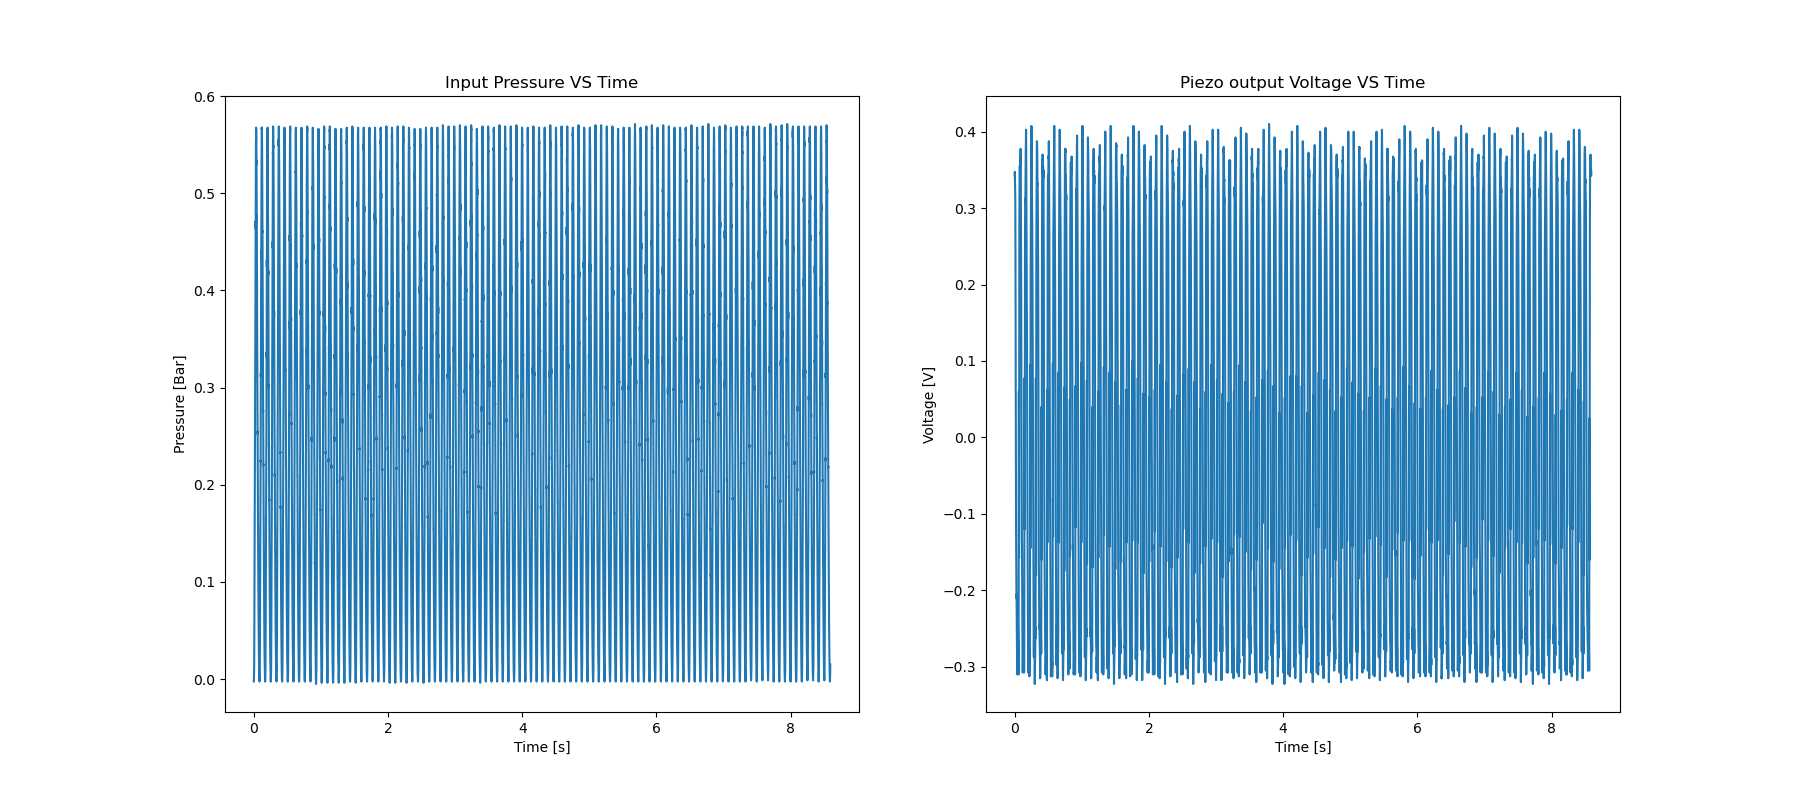 Input Pressure VS Time
Pressure [Bar]
0.6
0.5
0.4
0.3
0.2
0.1
0.0
0 2 4 6 8
Time [s]
Piezo output Voltage VS Time
Voltage [V]
0.4
0.3
0.2
0.1
0.0
−0.1
−0.2
−0.3
0 2 4 6 8
Time [s]